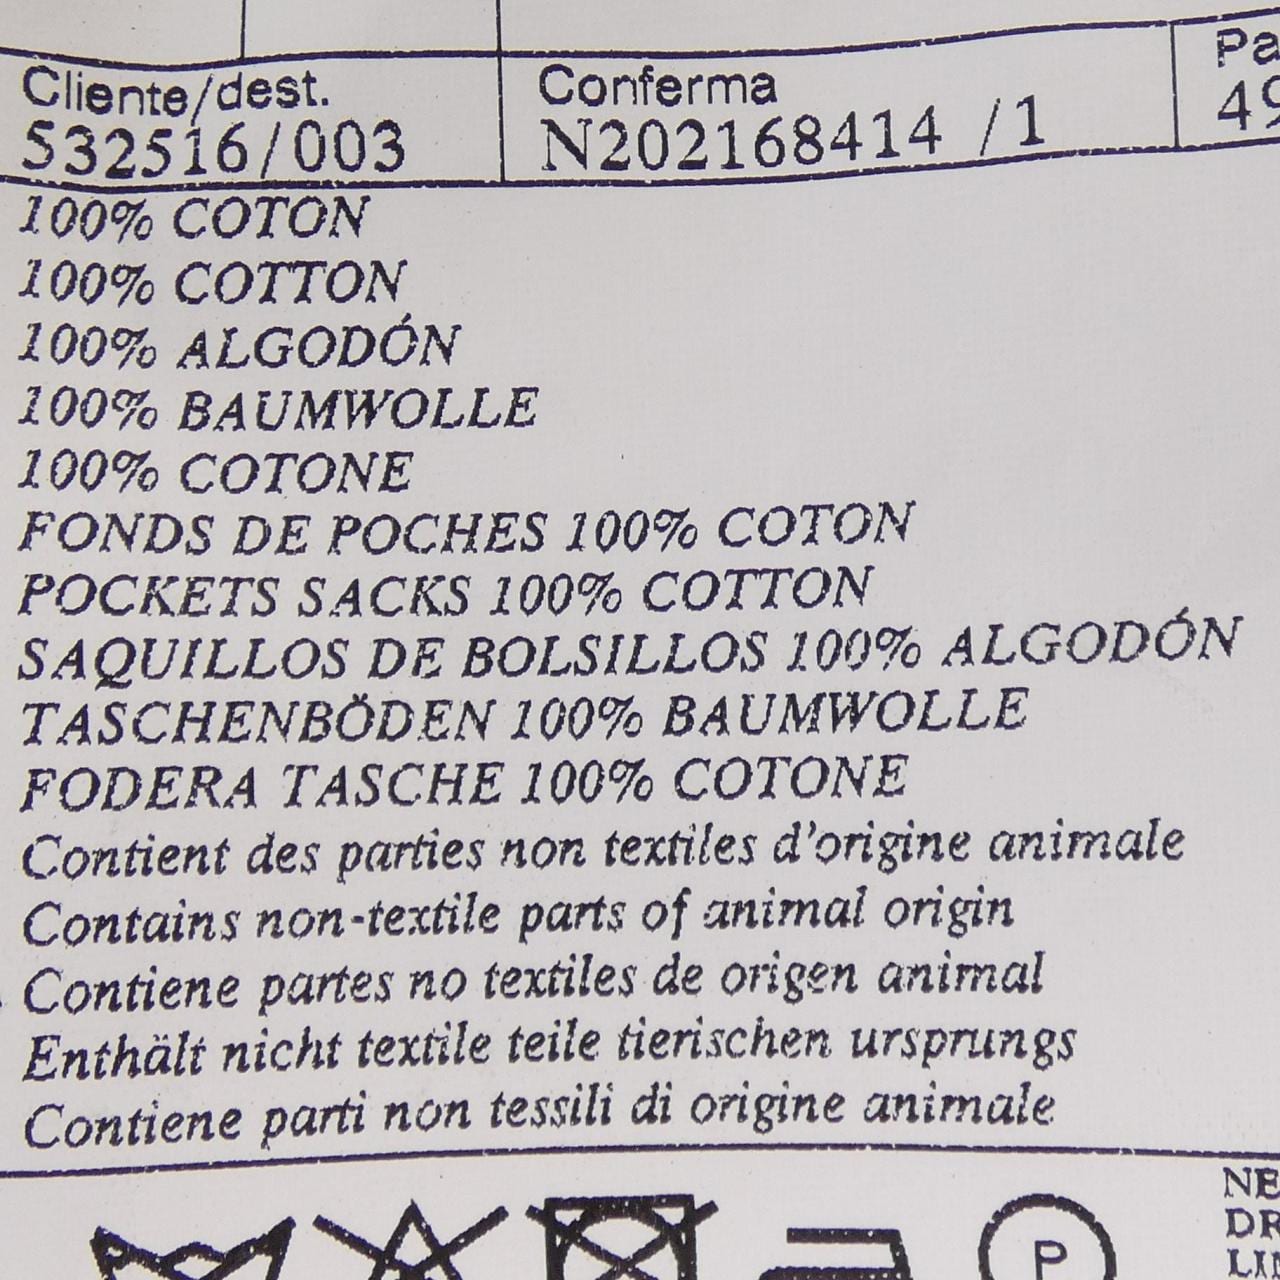 Cliente/dest.
532516/003
Conferma
N202168414 /1
100% COTON
100% COTTON
100% ALGODÓN
100% BAUMWOLLE
100% COTONE
FONDS DE POCHES 100% COTON
POCKETS SACKS 100% COTTON
SAQUILLOS DE BOLSILLOS 100% ALGODÓN
TASCHENBÖDEN 100% BAUMWOLLE
FODERA TASCHE 100% COTONE
Contient des parties non textiles d'origine animale
Contains non-textile parts of animal origin
Contiene partes no textiles de origen animal
Enthält nicht textile teile tierischen ursprungs
Contiene parti non tessili di origine animale
P